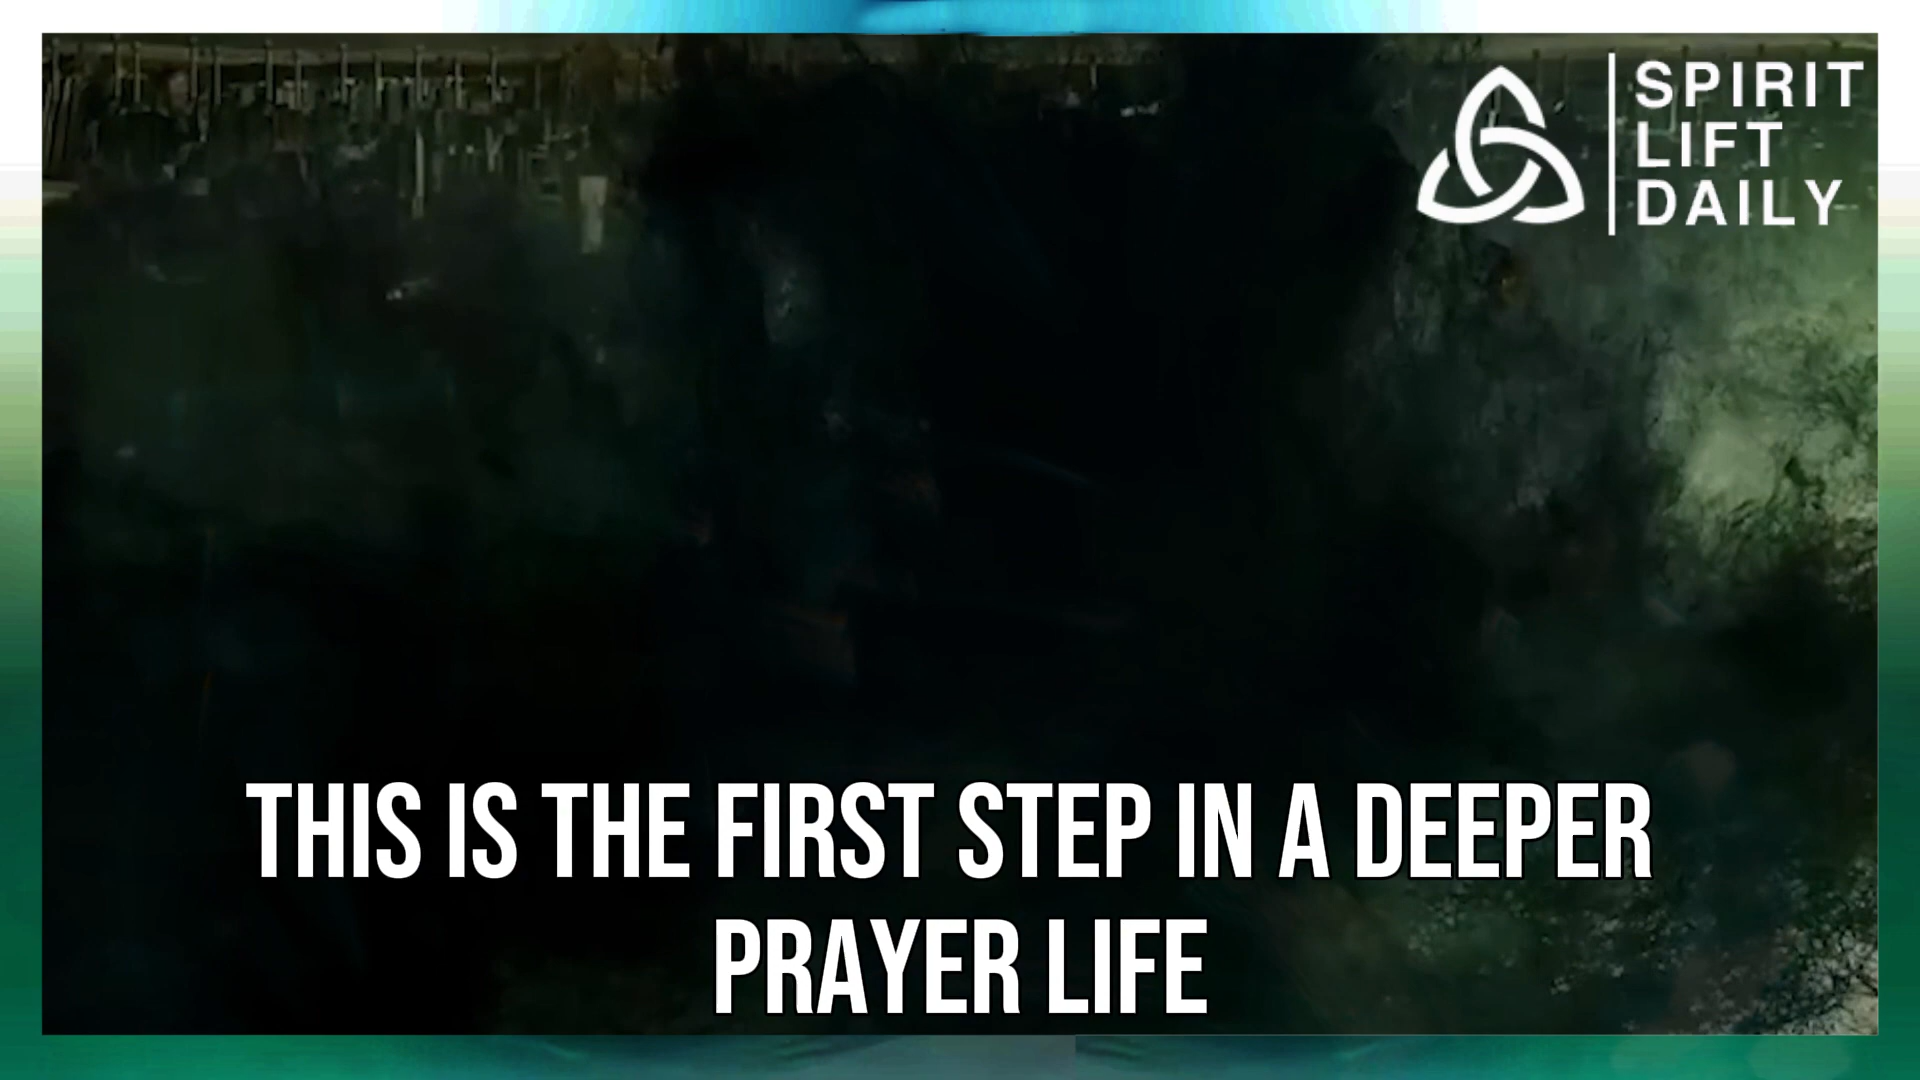 SPIRIT
LIFT
DAILY
THIS IS THE FIRST STEP IN A DEEPER
PRAYER LIFE